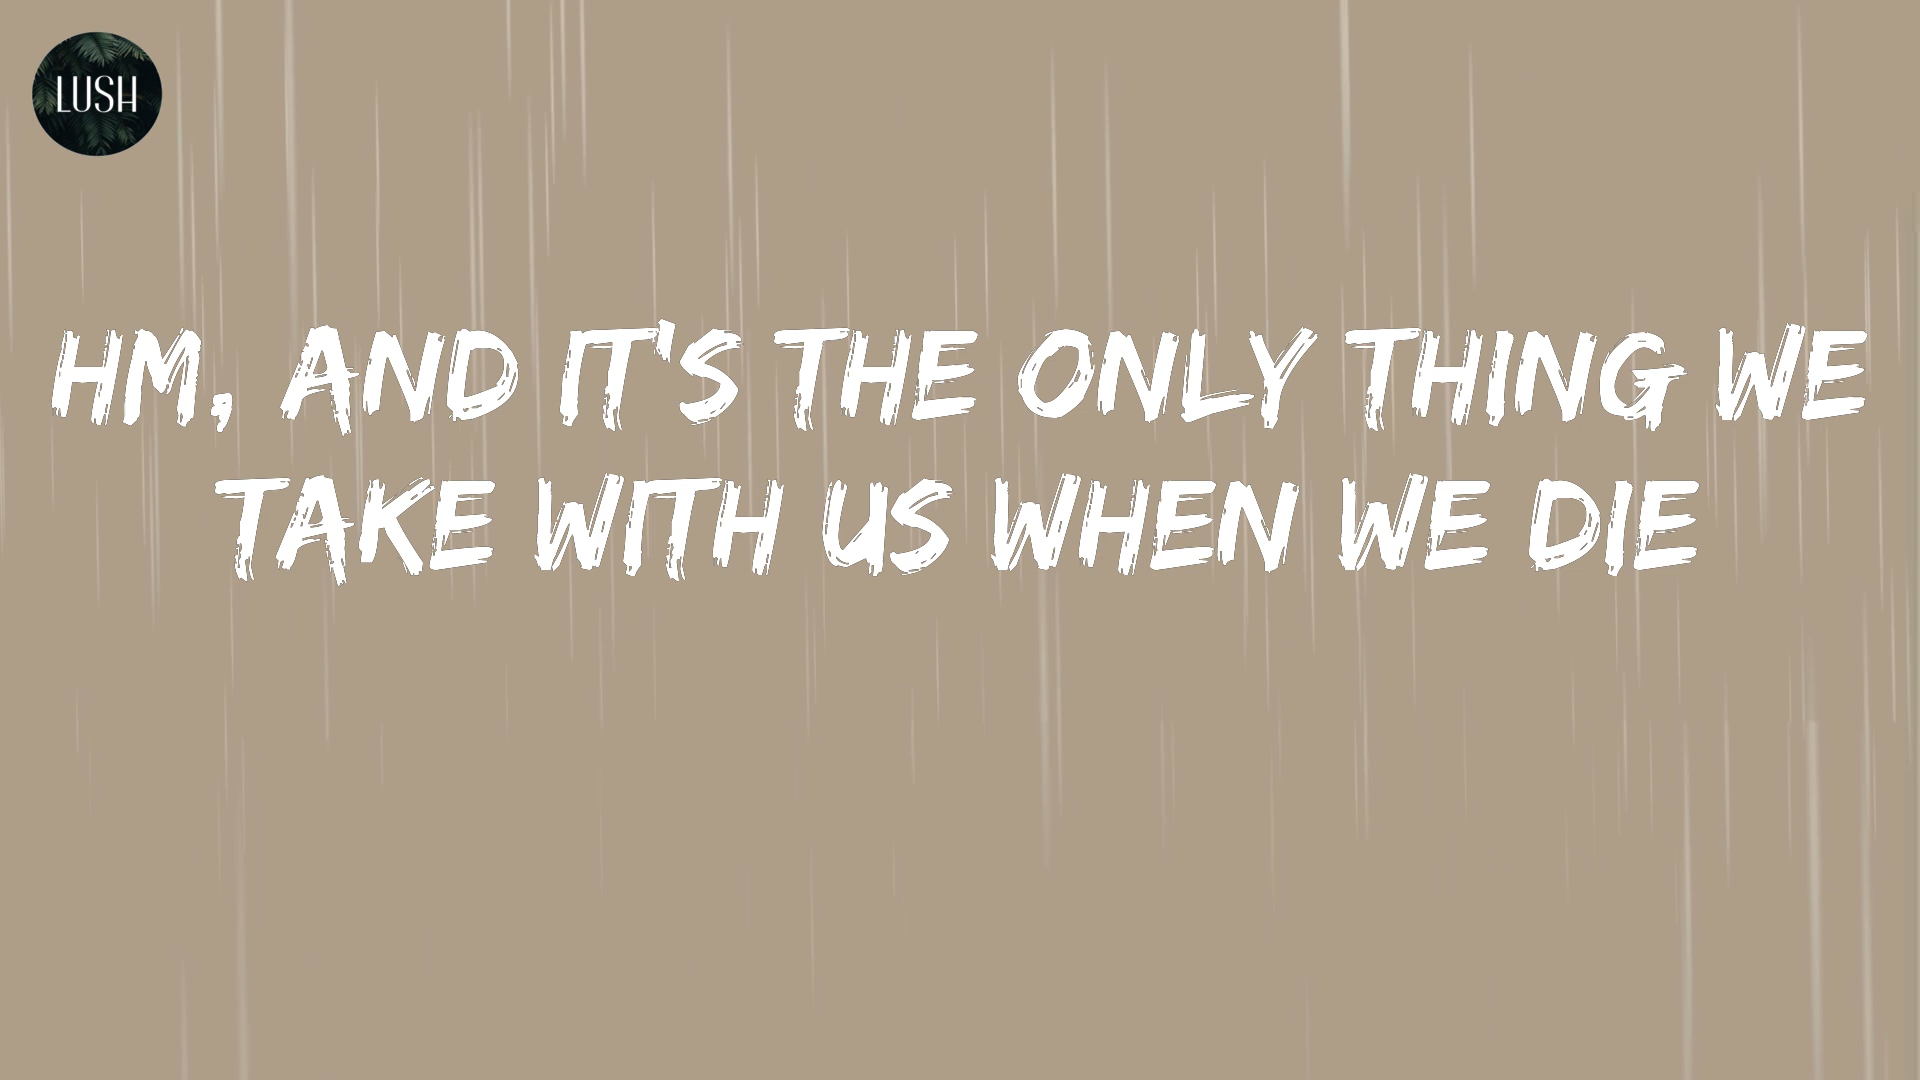 LUSH
HM, AND IT'S THE ONLY THING WE
TAKE WITH US WHEN WE DIE